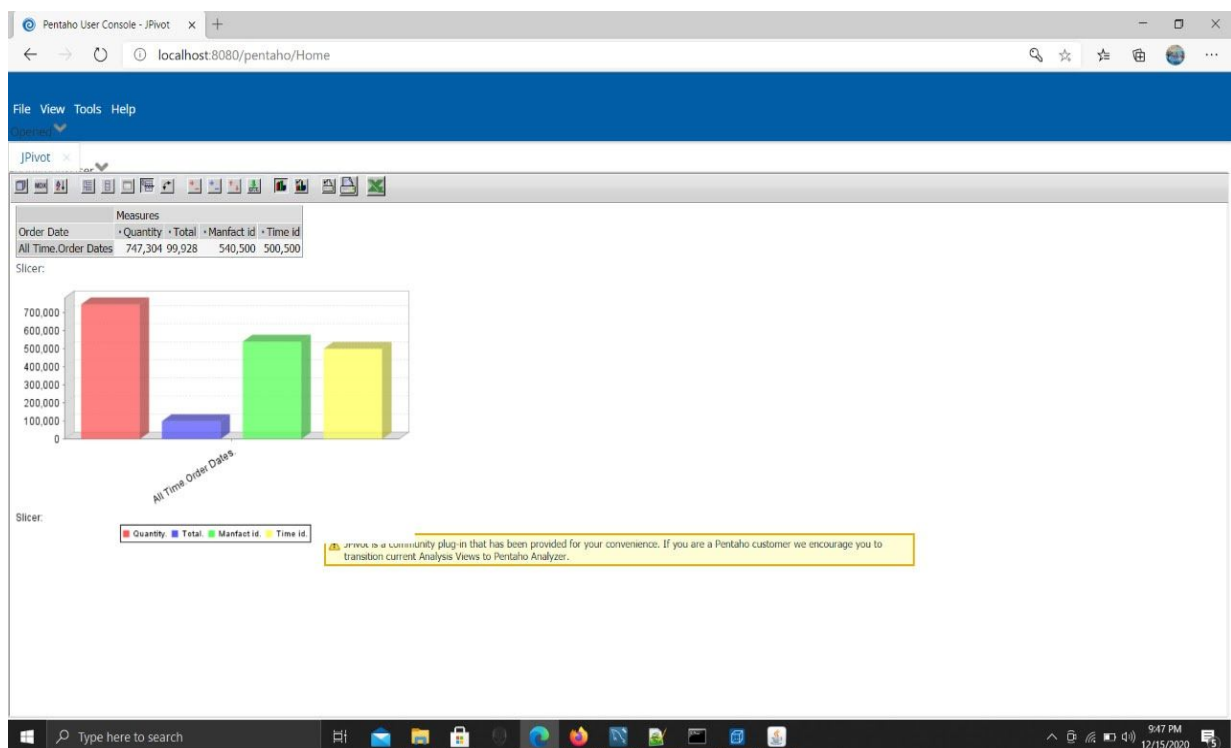 Pentaho User Console - JPivot
localhost:8080/pentaho/Home
File View Tools Help
Opened
JPivot
Measures
Order Date Quantity Total Manfact id Time id
All Time.Order Dates 747,304 99,928 540,500 500,500
Slicer:
700,000
600,000
500,000
400,000
300,000
200,000
100,000
0
All Time.Order Dates.
Slicer:
Quantity. Total. Manfact id. Time id.
JPivot is a community plug-in that has been provided for your convenience. If you are a Pentaho customer we encourage you to
transition current Analysis Views to Pentaho Analyzer.
Type here to search
9:47 PM
12/15/2020